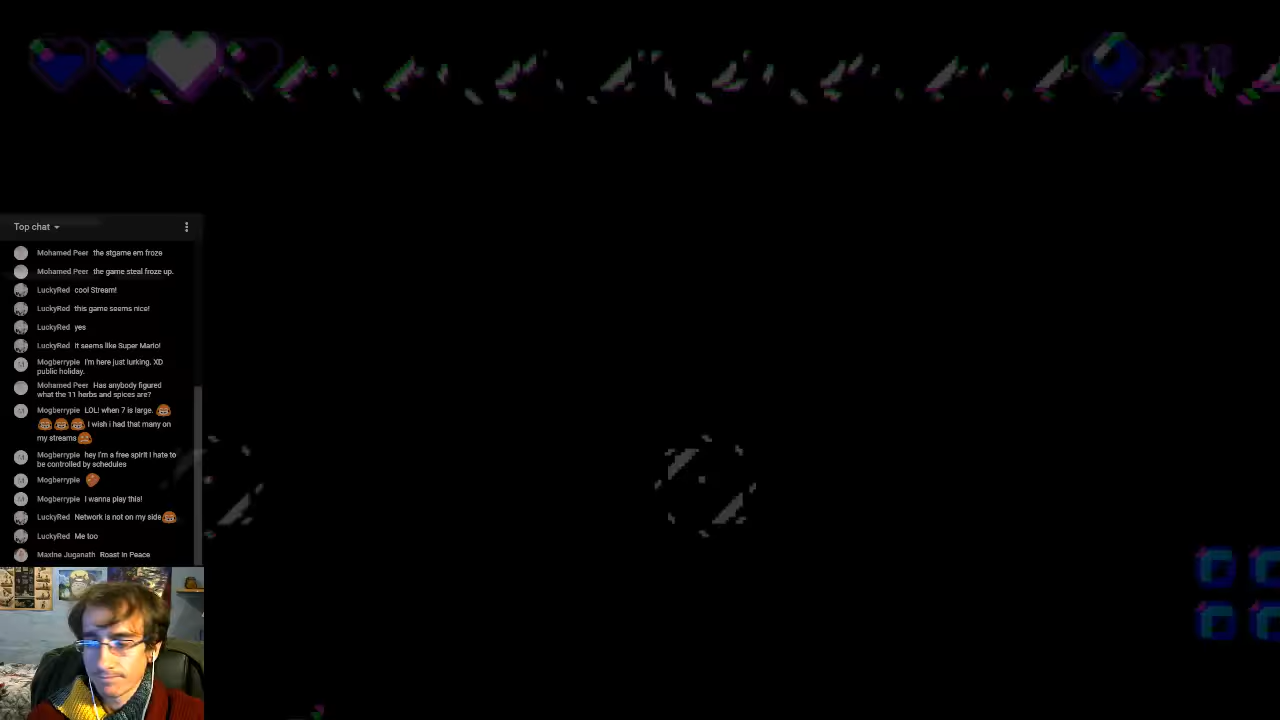 x18
Top chat
Mohamed Peer the stgame em froze
Mohamed Peer the game steal froze up.
LuckyRed cool Stream!
LuckyRed this game seems nice!
LuckyRed yes
LuckyRed It seems like Super Mario!
Mogberrypie I'm here just lurking. XD
public holiday.
Mohamed Peer Has anybody figured
what the 11 herbs and spices are?
Mogberrypie LOL! when 7 is large.
I wish i had that many on
my streams
Mogberrypie hey I'm a free spirit I hate to
be controlled by schedules
Mogberrypie
Mogberrypie I wanna play this!
LuckyRed Network is not on my side
LuckyRed Me too
Maxine Juganath Roast In Peace